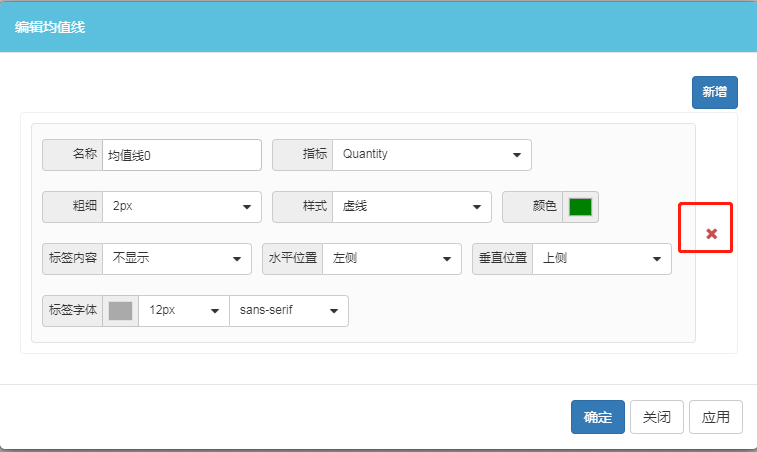 编辑均值线
新增
名称 均值线0 指标 Quantity
粗细 2px 样式 虚线 颜色
标签内容 不显示 水平位置 左侧 垂直位置 上侧
标签字体 12px sans-serif
确定 关闭 应用